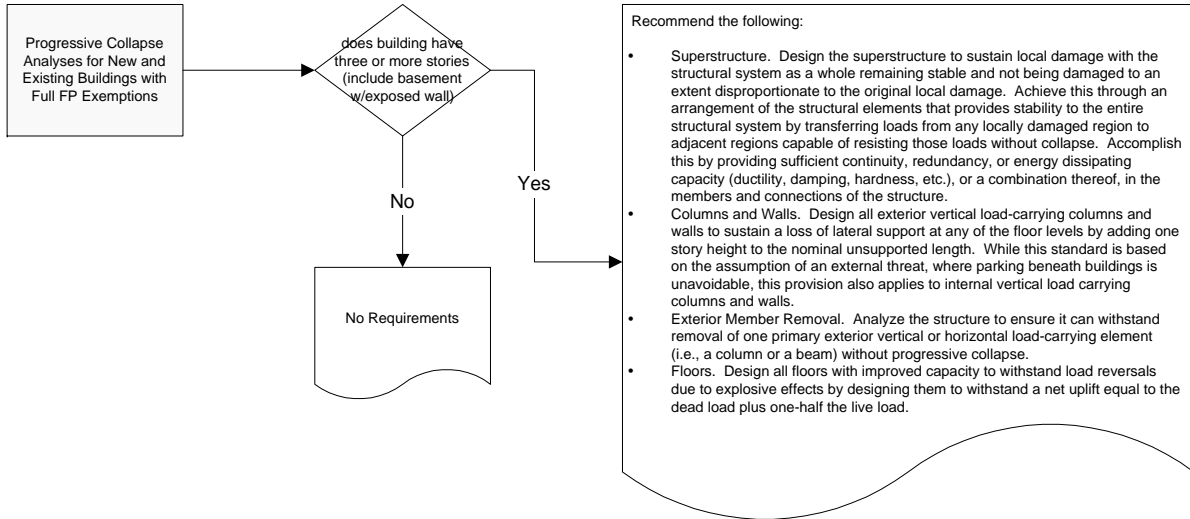 Progressive Collapse
Analyses for New and
Existing Buildings with
Full FP Exemptions
does building have
three or more stories
(include basement
w/exposed wall)
No
Yes
No Requirements
Recommend the following:
• Superstructure. Design the superstructure to sustain local damage with the
structural system as a whole remaining stable and not being damaged to an
extent disproportionate to the original local damage. Achieve this through an
arrangement of the structural elements that provides stability to the entire
structural system by transferring loads from any locally damaged region to
adjacent regions capable of resisting those loads without collapse. Accomplish
this by providing sufficient continuity, redundancy, or energy dissipating
capacity (ductility, damping, hardness, etc.), or a combination thereof, in the
members and connections of the structure.
• Columns and Walls. Design all exterior vertical load-carrying columns and
walls to sustain a loss of lateral support at any of the floor levels by adding one
story height to the nominal unsupported length. While this standard is based
on the assumption of an external threat, where parking beneath buildings is
unavoidable, this provision also applies to internal vertical load carrying
columns and walls.
• Exterior Member Removal. Analyze the structure to ensure it can withstand
removal of one primary exterior vertical or horizontal load-carrying element
(i.e., a column or a beam) without progressive collapse.
• Floors. Design all floors with improved capacity to withstand load reversals
due to explosive effects by designing them to withstand a net uplift equal to the
dead load plus one-half the live load.